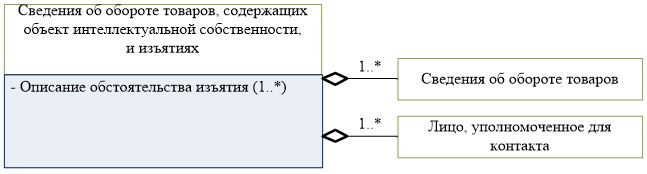 Сведения об обороте товаров, содержащих
объект интеллектуальной собственности,
и изъятиях
- Описание обстоятельства изъятия (1..*)
1..*
Сведения об обороте товаров
1..*
Лицо, уполномоченное для
контакта